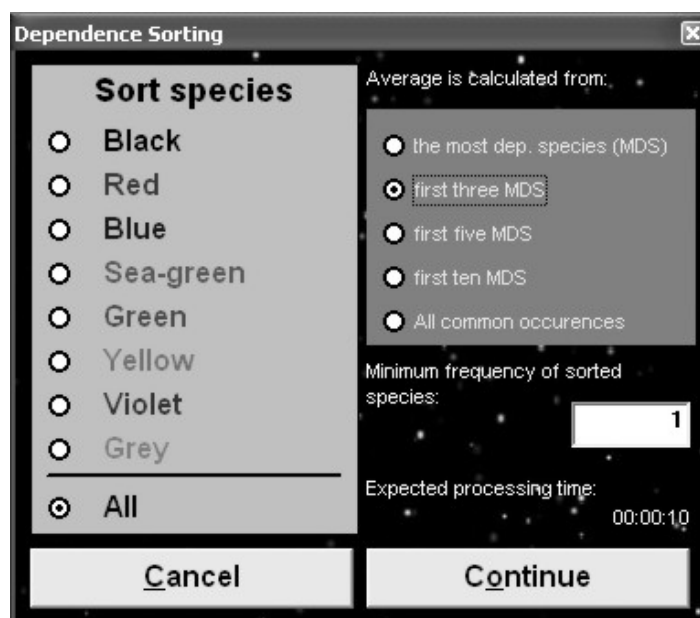 Dependence Sorting
Sort species
Black
Red
Blue
Sea-green
Green
Yellow
Violet
Grey
All
Average is calculated from:
the most dep. species (MDS)
first three MDS
first five MDS
first ten MDS
All common occurences
Minimum frequency of sorted
species:
1
Expected processing time:
00:00:10
Cancel
Continue